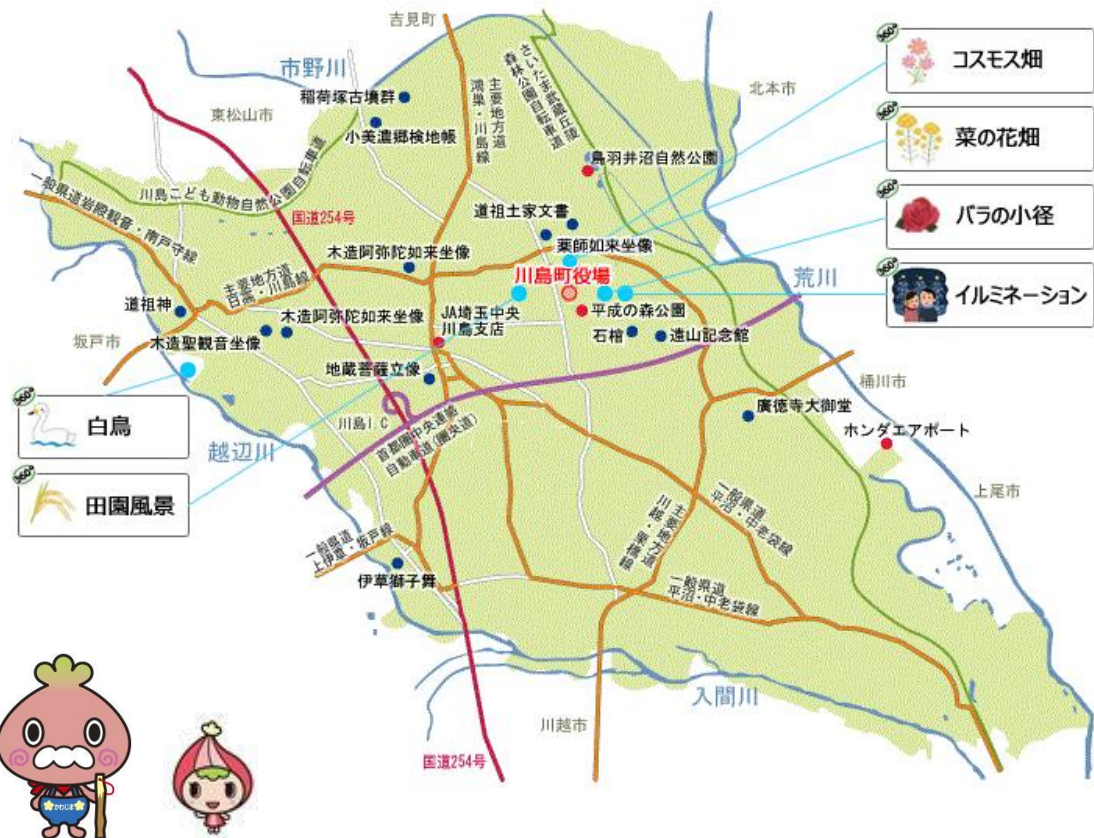 吉見町
360°
コスモス畑
市野川
北本市
東松山市
稲荷塚古墳群
小美濃郷検地帳
主要地方道
鴻巣・川島線
さいたま武蔵丘陵
森林公園自転車道
360°
菜の花畑
鳥羽井沼自然公園
一般県道岩殿観音・南戸守線
川島こども動物自然公園自転車道
国道254号
360°
バラの小径
道祖土家文書
薬師如来坐像
木造阿弥陀如来坐像
川島町役場
荒川
360°
イルミネーション
主要地方道
日高・川島線
道祖神
木造阿弥陀如来坐像
JA埼玉中央
川島支店
平成の森公園
坂戸市
木造聖観音坐像
石棺
遠山記念館
地蔵菩薩立像
桶川市
360°
白鳥
川島I.C
首都圏中央連絡
自動車道(圏央道)
廣徳寺大御堂
ホンダエアポート
越辺川
360°
田園風景
上尾市
一般県道
平沼・中老袋線
主要地方道
川越・栗橋線
一般県道
上伊草・坂戸線
伊草獅子舞
一般県道
平沼・中老袋線
入間川
川越市
国道254号
かわじま